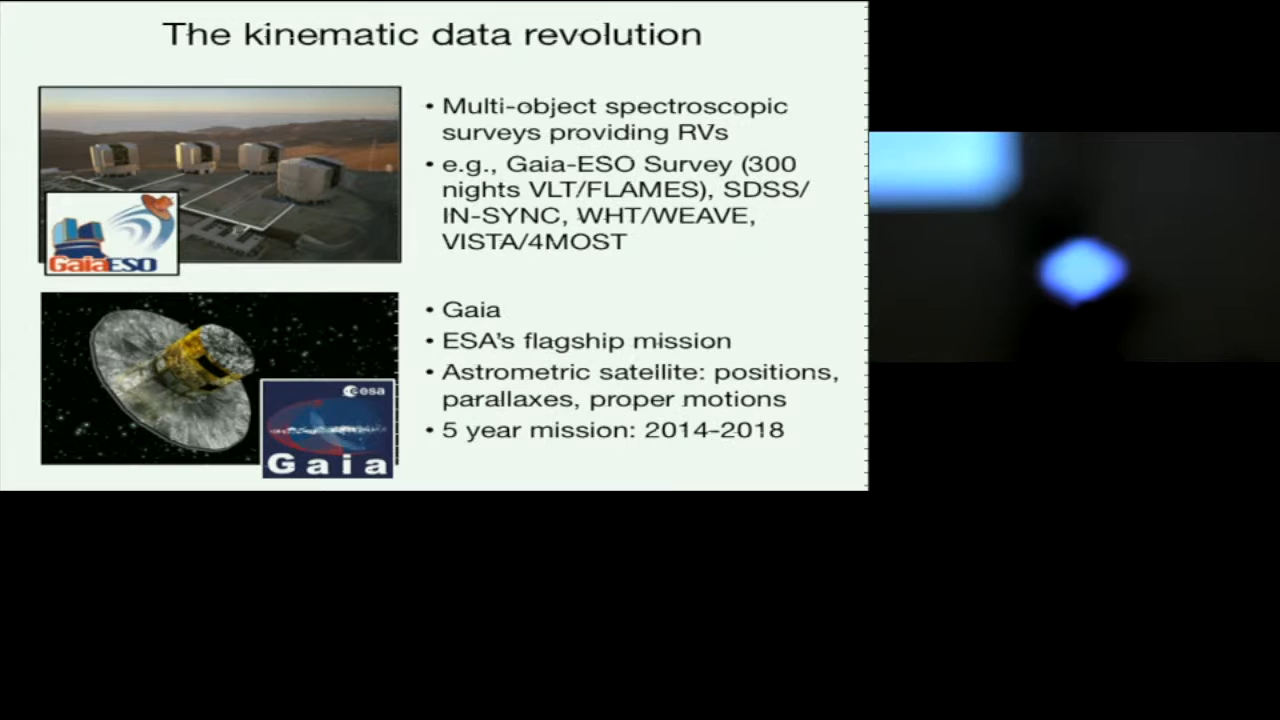 The kinematic data revolution
• Multi-object spectroscopic
surveys providing RVs
• e.g., Gaia-ESO Survey (300
nights VLT/FLAMES), SDSS/
IN-SYNC, WHT/WEAVE,
VISTA/4MOST
GaiaESO
• Gaia
• ESA's flagship mission
• Astrometric satellite: positions,
parallaxes, proper motions
• 5 year mission: 2014-2018
esa
Gaia